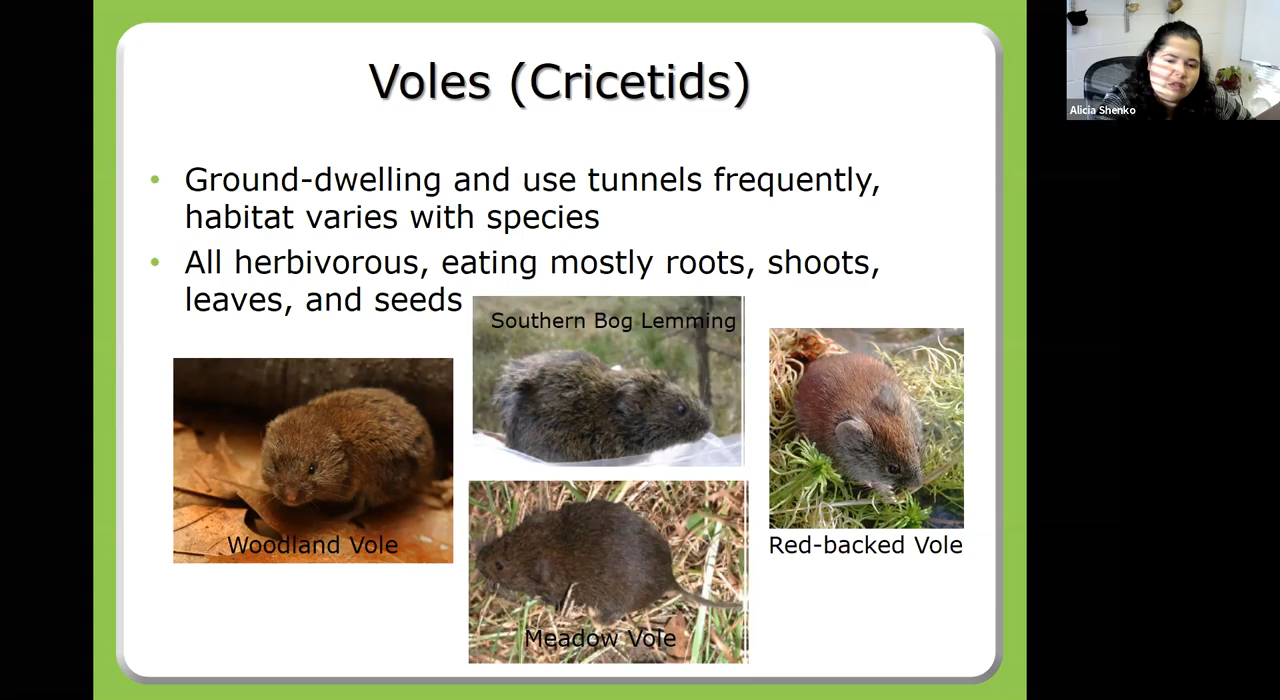 Voles (Cricetids)
• Ground-dwelling and use tunnels frequently,
habitat varies with species
• All herbivorous, eating mostly roots, shoots,
leaves, and seeds
Southern Bog Lemming
Woodland Vole
Red-backed Vole
Meadow Vole
Alicia Shenko